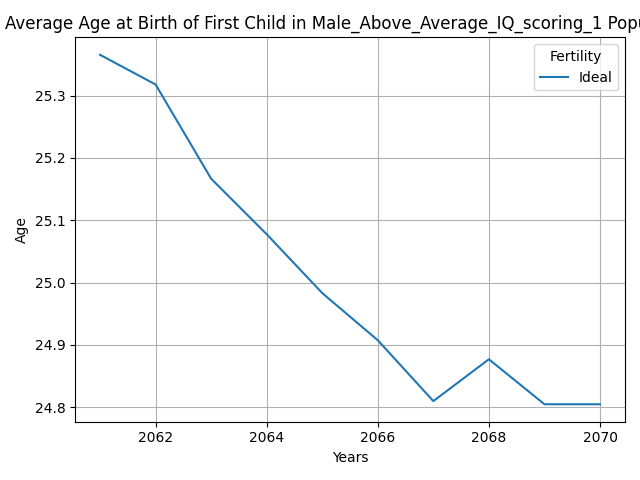 Average Age at Birth of First Child in Male_Above_Average_IQ_scoring_1 Popu
Fertility
Ideal
25.3
25.2
25.1
25.0
24.9
24.8
Age
2062 2064 2066 2068 2070
Years